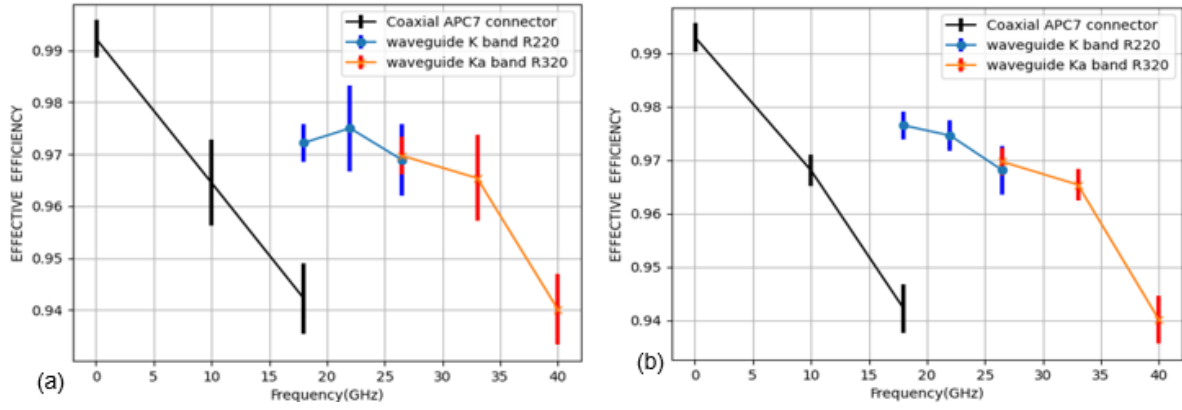 Coaxial APC7 connector
waveguide K band R220
waveguide Ka band R320
EFFECTIVE EFFICIENCY
0.99
0.98
0.97
0.96
0.95
0.94
0 5 10 15 20 25 30 35 40
Frequency(GHz)
(a)
Coaxial APC7 connector
waveguide K band R220
waveguide Ka band R320
EFFECTIVE EFFICIENCY
0.99
0.98
0.97
0.96
0.95
0.94
0 5 10 15 20 25 30 35 40
Frequency(GHz)
(b)